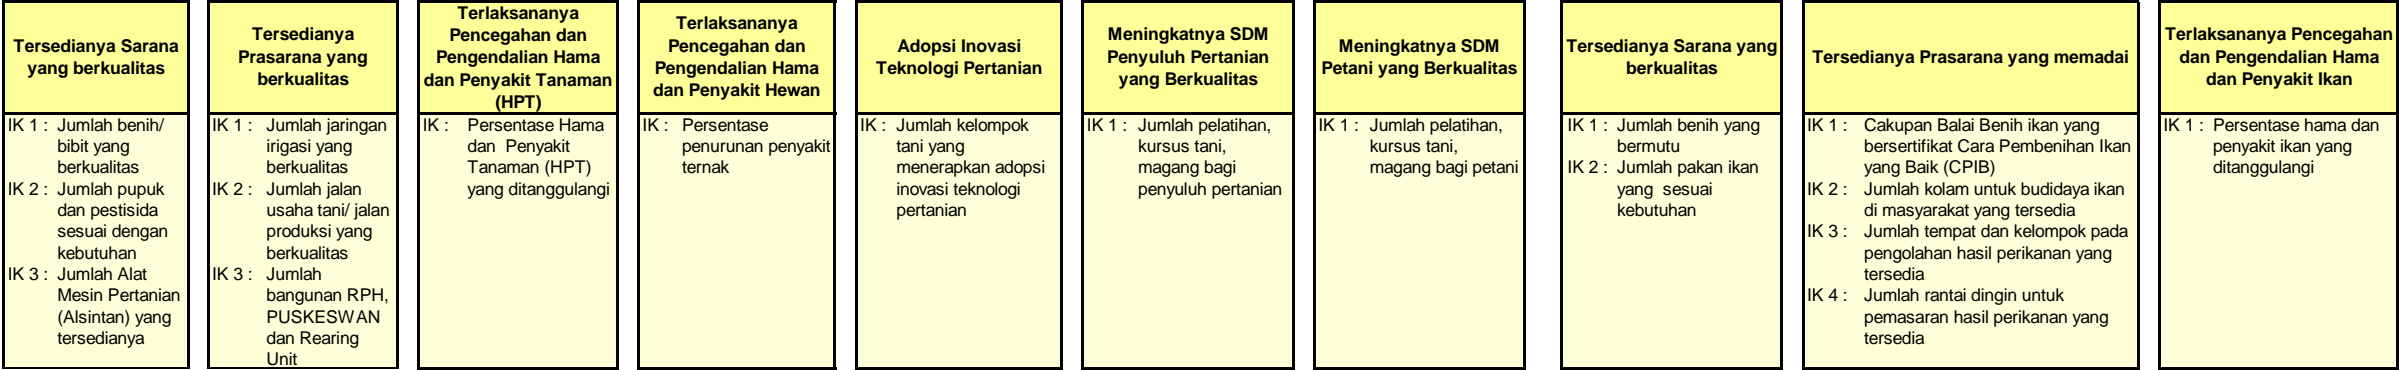 Tersedianya Sarana
yang berkualitas
IK 1 : Jumlah benih/
bibit yang
berkualitas
IK 2 : Jumlah pupuk
dan pestisida
sesuai dengan
kebutuhan
IK 3 : Jumlah Alat
Mesin Pertanian
(Alsintan) yang
tersedianya
Tersedianya
Prasarana yang
berkualitas
IK 1 : Jumlah jaringan
irigasi yang
berkualitas
IK 2 : Jumlah jalan
usaha tani/ jalan
produksi yang
berkualitas
IK 3 : Jumlah
bangunan RPH,
PUSKESWAN
dan Rearing
Unit
Terlaksananya
Pencegahan dan
Pengendalian Hama
dan Penyakit Tanaman
(HPT)
IK : Persentase Hama
dan Penyakit
Tanaman (HPT)
yang ditanggulangi
Terlaksananya
Pencegahan dan
Pengendalian Hama
dan Penyakit Hewan
IK : Persentase
penurunan penyakit
ternak
Adopsi Inovasi
Teknologi Pertanian
IK : Jumlah kelompok
tani yang
menerapkan adopsi
inovasi teknologi
pertanian
Meningkatnya SDM
Penyuluh Pertanian
yang Berkualitas
IK 1 : Jumlah pelatihan,
kursus tani,
magang bagi
penyuluh pertanian
Meningkatnya SDM
Petani yang Berkualitas
IK 1 : Jumlah pelatihan,
kursus tani,
magang bagi petani
Tersedianya Sarana yang
berkualitas
IK 1 : Jumlah benih yang
bermutu
IK 2 : Jumlah pakan ikan
yang sesuai
kebutuhan
Tersedianya Prasarana yang memadai
IK 1 : Cakupan Balai Benih ikan yang
bersertifikat Cara Pembenihan Ikan
yang Baik (CPIB)
IK 2 : Jumlah kolam untuk budidaya ikan
di masyarakat yang tersedia
IK 3 : Jumlah tempat dan kelompok pada
pengolahan hasil perikanan yang
tersedia
IK 4 : Jumlah rantai dingin untuk
pemasaran hasil perikanan yang
tersedia
Terlaksananya Pencegahan
dan Pengendalian Hama
dan Penyakit Ikan
IK 1 : Persentase hama dan
penyakit ikan yang
ditanggulangi